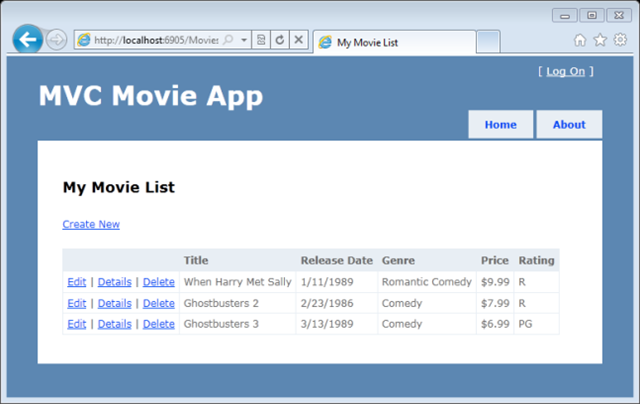 http://localhost:6905/Movies
My Movie List
[ Log On ]
MVC Movie App
Home About
My Movie List
Create New
Title Release Date Genre Price Rating
Edit | Details | Delete When Harry Met Sally 1/11/1989 Romantic Comedy $9.99 R
Edit | Details | Delete Ghostbusters 2 2/23/1986 Comedy $7.99 R
Edit | Details | Delete Ghostbusters 3 3/13/1989 Comedy $6.99 PG